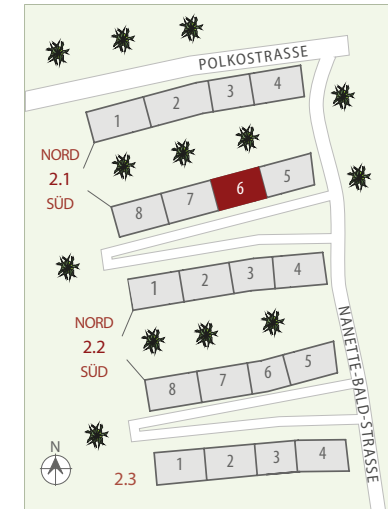 POLKOSTRASSE
1 2 3 4
NORD
2.1
SÜD
8 7 6 5
1 2 3 4
NORD
2.2
SÜD
8 7 6 5
NANETTE-BALD-STRASSE
N
2.3
1 2 3 4